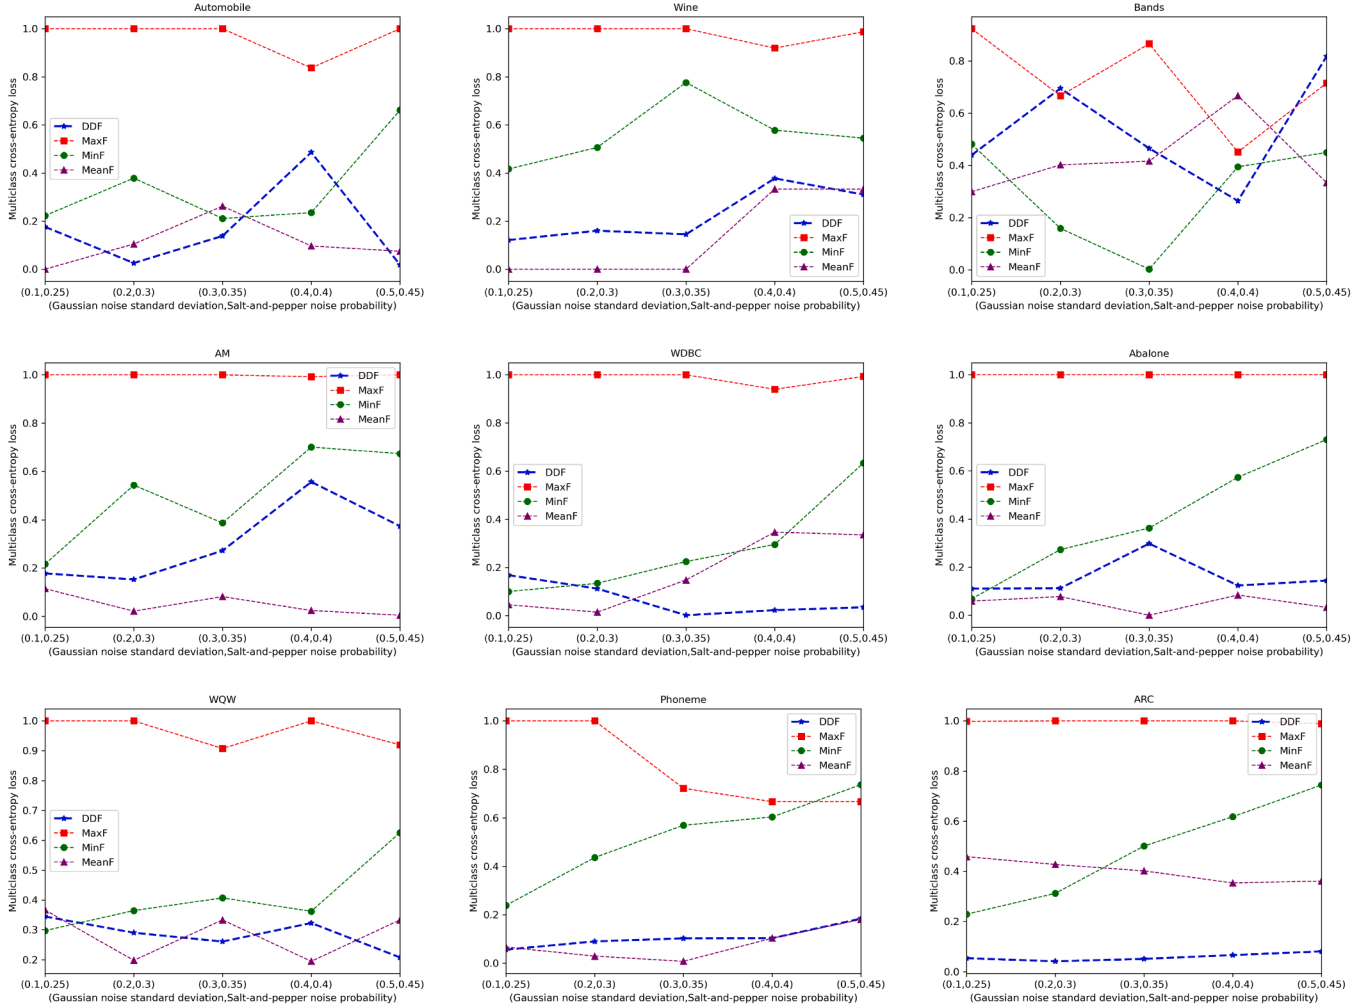 Automobile
Multiclass cross-entropy loss
1.0
0.8
0.6
0.4
0.2
0.0
DDF
MaxF
MinF
MeanF
(0.1,0.25) (0.2,0.3) (0.3,0.35) (0.4,0.4) (0.5,0.45)
(Gaussian noise standard deviation,Salt-and-pepper noise probability)
Wine
Multiclass cross-entropy loss
1.0
0.8
0.6
0.4
0.2
0.0
DDF
MaxF
MinF
MeanF
(0.1,0.25) (0.2,0.3) (0.3,0.35) (0.4,0.4) (0.5,0.45)
(Gaussian noise standard deviation,Salt-and-pepper noise probability)
Bands
Multiclass cross-entropy loss
0.8
0.6
0.4
0.2
0.0
DDF
MaxF
MinF
MeanF
(0.1,0.25) (0.2,0.3) (0.3,0.35) (0.4,0.4) (0.5,0.45)
(Gaussian noise standard deviation,Salt-and-pepper noise probability)
AM
Multiclass cross-entropy loss
1.0
0.8
0.6
0.4
0.2
0.0
DDF
MaxF
MinF
MeanF
(0.1,0.25) (0.2,0.3) (0.3,0.35) (0.4,0.4) (0.5,0.45)
(Gaussian noise standard deviation,Salt-and-pepper noise probability)
WDBC
Multiclass cross-entropy loss
1.0
0.8
0.6
0.4
0.2
0.0
DDF
MaxF
MinF
MeanF
(0.1,0.25) (0.2,0.3) (0.3,0.35) (0.4,0.4) (0.5,0.45)
(Gaussian noise standard deviation,Salt-and-pepper noise probability)
Abalone
Multiclass cross-entropy loss
1.0
0.8
0.6
0.4
0.2
0.0
DDF
MaxF
MinF
MeanF
(0.1,0.25) (0.2,0.3) (0.3,0.35) (0.4,0.4) (0.5,0.45)
(Gaussian noise standard deviation,Salt-and-pepper noise probability)
WQW
Multiclass cross-entropy loss
1.0
0.9
0.8
0.7
0.6
0.5
0.4
0.3
0.2
DDF
MaxF
MinF
MeanF
(0.1,0.25) (0.2,0.3) (0.3,0.35) (0.4,0.4) (0.5,0.45)
(Gaussian noise standard deviation,Salt-and-pepper noise probability)
Phoneme
Multiclass cross-entropy loss
1.0
0.8
0.6
0.4
0.2
0.0
DDF
MaxF
MinF
MeanF
(0.1,0.25) (0.2,0.3) (0.3,0.35) (0.4,0.4) (0.5,0.45)
(Gaussian noise standard deviation,Salt-and-pepper noise probability)
ARC
Multiclass cross-entropy loss
1.0
0.8
0.6
0.4
0.2
0.0
DDF
MaxF
MinF
MeanF
(0.1,0.25) (0.2,0.3) (0.3,0.35) (0.4,0.4) (0.5,0.45)
(Gaussian noise standard deviation,Salt-and-pepper noise probability)